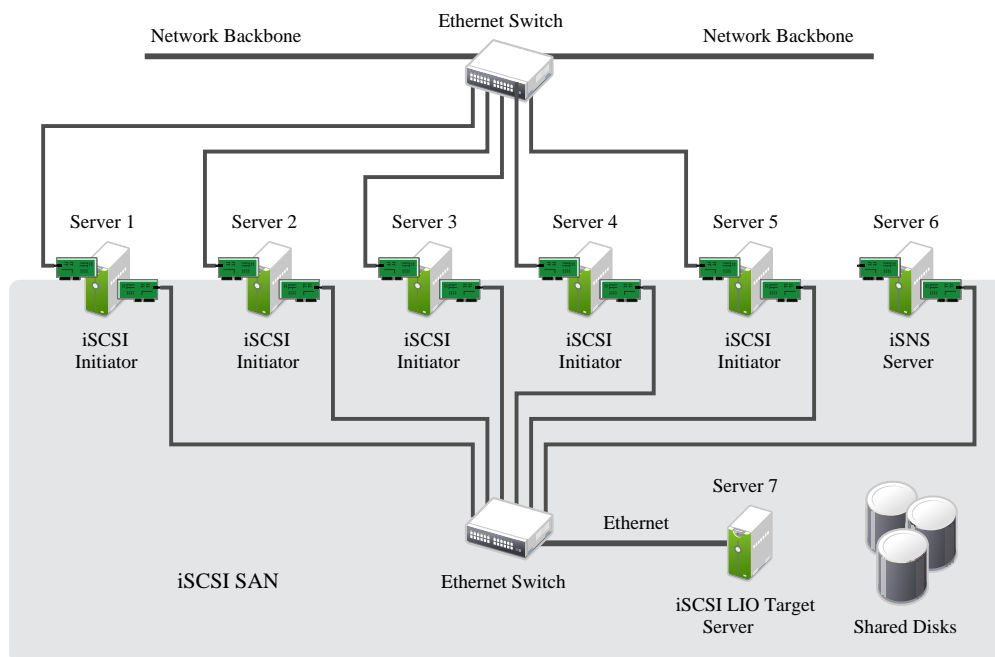 Ethernet Switch
Network Backbone
Network Backbone
Server 1
Server 2
Server 3
Server 4
Server 5
Server 6
iSCSI
Initiator
iSCSI
Initiator
iSCSI
Initiator
iSCSI
Initiator
iSCSI
Initiator
iSNS
Server
Server 7
Ethernet
iSCSI SAN
Ethernet Switch
iSCSI LIO Target
Server
Shared Disks